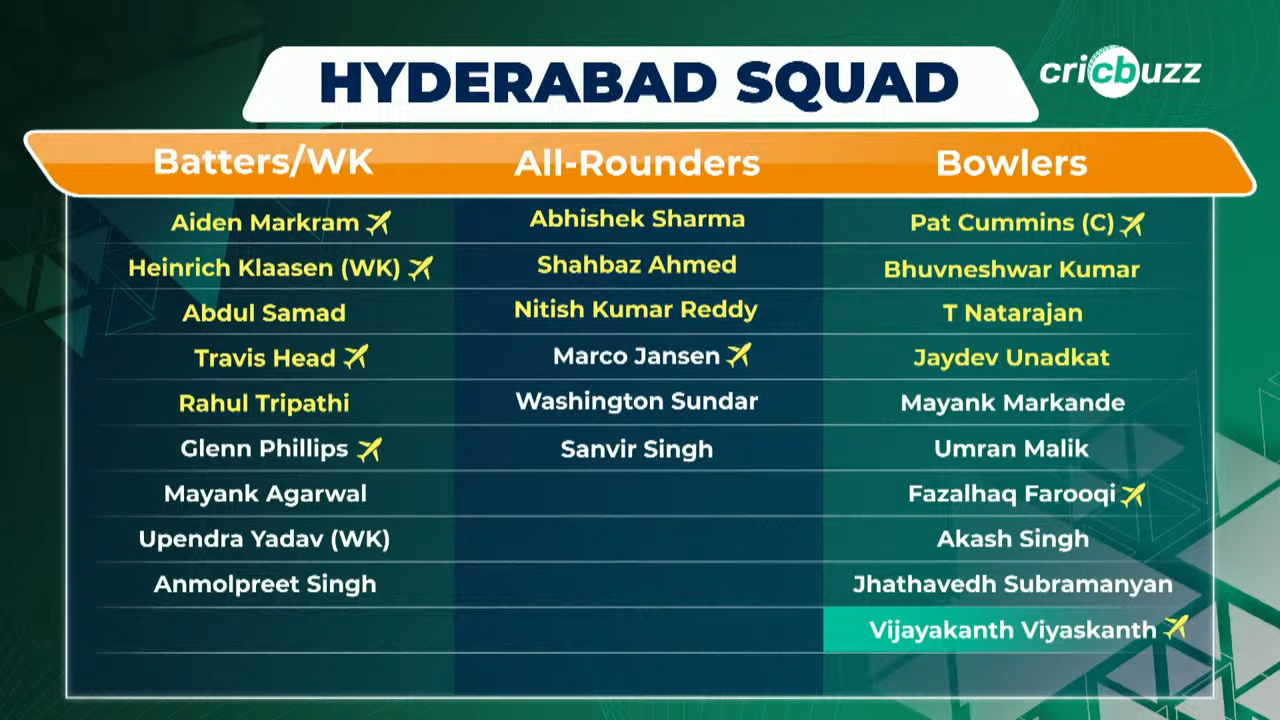 HYDERABAD SQUAD
cricbuzz
Batters/WK
Aiden Markram
Heinrich Klaasen (WK)
Abdul Samad
Travis Head
Rahul Tripathi
Glenn Phillips
Mayank Agarwal
Upendra Yadav (WK)
Anmolpreet Singh
All-Rounders
Abhishek Sharma
Shahbaz Ahmed
Nitish Kumar Reddy
Marco Jansen
Washington Sundar
Sanvir Singh
Bowlers
Pat Cummins (C)
Bhuvneshwar Kumar
T Natarajan
Jaydev Unadkat
Mayank Markande
Umran Malik
Fazalhaq Farooqi
Akash Singh
Jhathavedh Subramanyan
Vijayakanth Viyaskanth